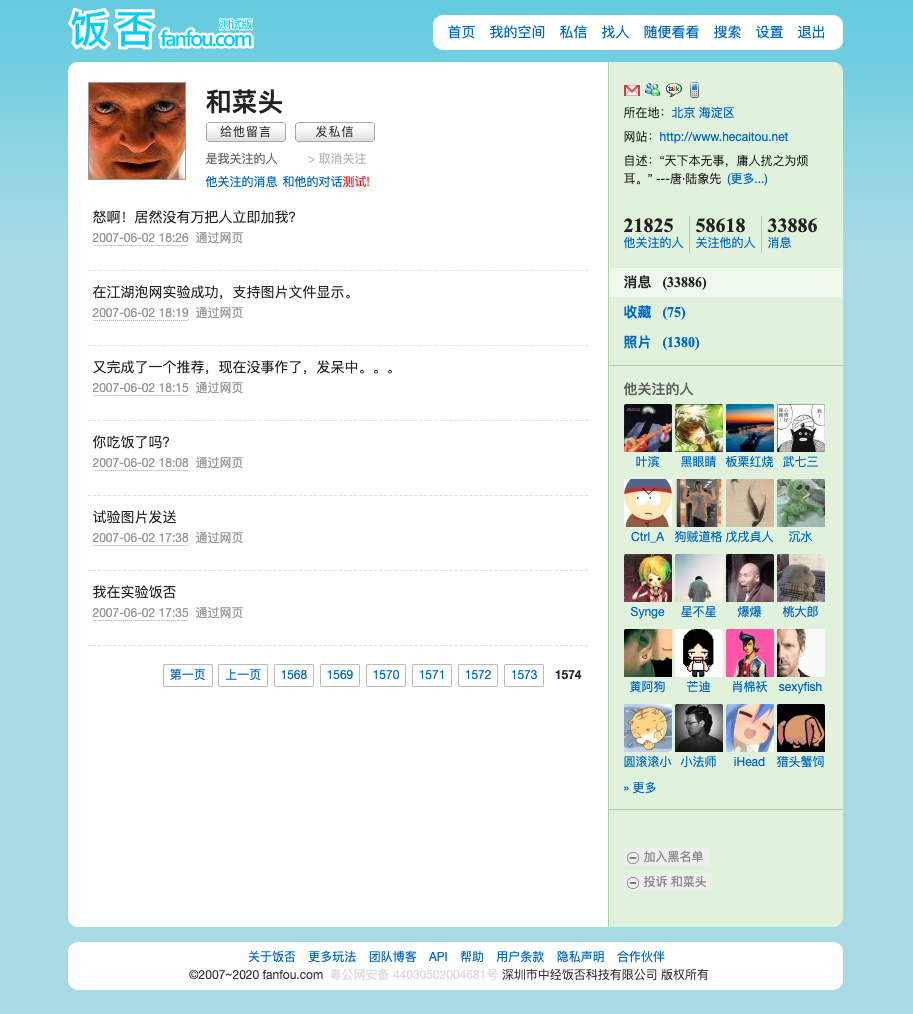 饭否 测试版
fanfou.com
首页 我的空间 私信 找人 随便看看 搜索 设置 退出
和菜头
给他留言 发私信
是我关注的人 > 取消关注
他关注的消息 和他的对话测试!
怒啊！居然没有万把人立即加我？
2007-06-02 18:26 通过网页
在江湖泡网实验成功，支持图片文件显示。
2007-06-02 18:19 通过网页
又完成了一个推荐，现在没事作了，发呆中。。。
2007-06-02 18:15 通过网页
你吃饭了吗？
2007-06-02 18:08 通过网页
试验图片发送
2007-06-02 17:38 通过网页
我在实验饭否
2007-06-02 17:35 通过网页
第一页 上一页 1568 1569 1570 1571 1572 1573 1574
所在地：北京 海淀区
网站：http://www.hecaitou.net
自述：“天下本无事，庸人扰之为烦
耳。” ---唐·陆象先 (更多...)
21825 58618 33886
他关注的人 关注他的人 消息
消息 (33886)
收藏 (75)
照片 (1380)
他关注的人
叶滨 黑眼睛 板栗红烧 武七三
Ctrl_A 狗贼道格 戊戌貞人 沉水
Synge 星不星 爆爆 桃大郎
黄阿狗 芒迪 肖棉袄 sexyfish
圆滚滚小 小法师 iHead 猎头蟹饲
» 更多
加入黑名单
投诉 和菜头
关于饭否 更多玩法 团队博客 API 帮助 用户条款 隐私声明 合作伙伴
©2007~2020 fanfou.com 粤公网安备 44030502004681号 深圳市中经饭否科技有限公司 版权所有